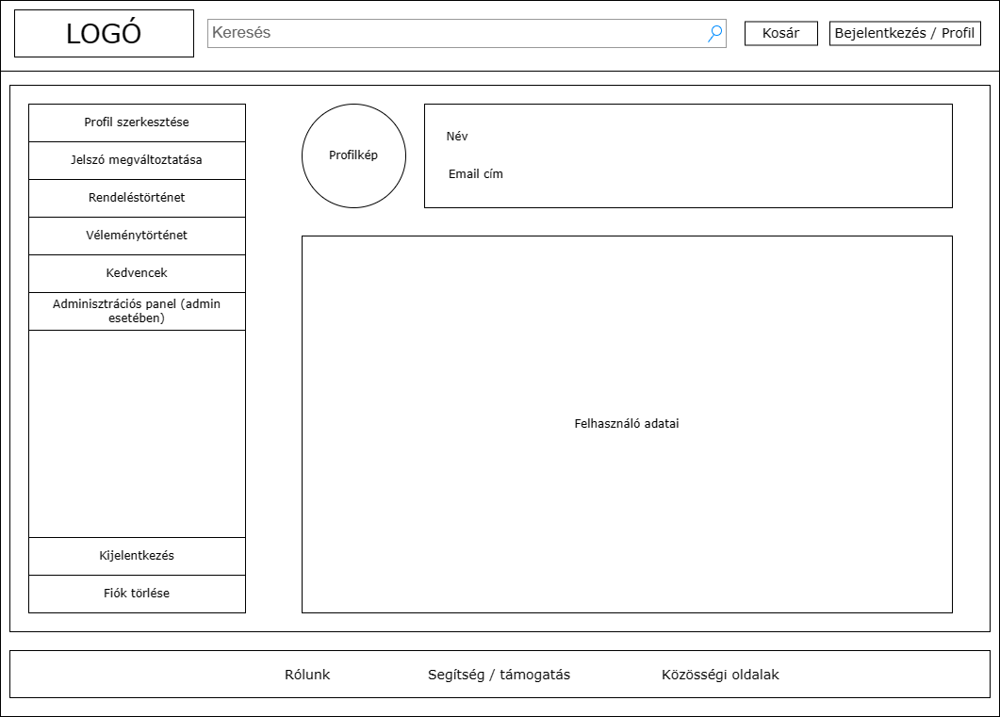 LOGÓ
Keresés
Kosár
Bejelentkezés / Profil
Profil szerkesztése
Jelszó megváltoztatása
Rendeléstörténet
Véleménytörténet
Kedvencek
Adminisztrációs panel (admin
esetében)
Kijelentkezés
Fiók törlése
Profilkép
Név
Email cím
Felhasználó adatai
Rólunk
Segítség / támogatás
Közösségi oldalak